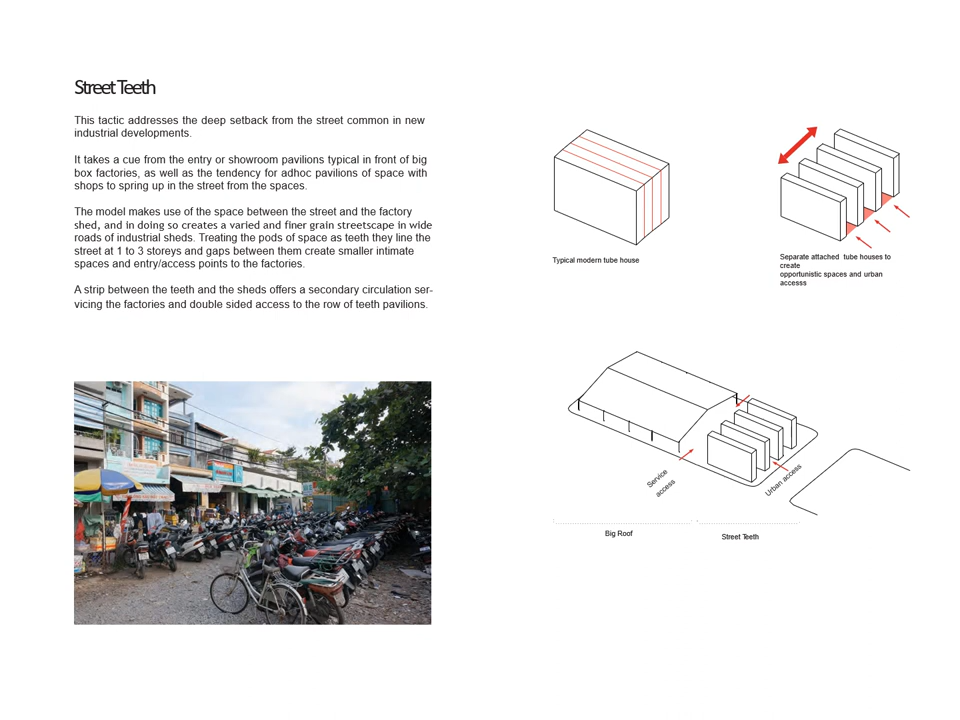 Street Teeth
This tactic addresses the deep setback from the street common in new
industrial developments.
It takes a cue from the entry or showroom pavilions typical in front of big
box factories, as well as the tendency for adhoc pavilions of space with
shops to spring up in the street from the spaces.
The model makes use of the space between the street and the factory
shed, and in doing so creates a varied and finer grain streetscape in wide
roads of industrial sheds. Treating the pods of space as teeth they line the
street at 1 to 3 storeys and gaps between them create smaller intimate
spaces and entry/access points to the factories.
A strip between the teeth and the sheds offers a secondary circulation ser-
vicing the factories and double sided access to the row of teeth pavilions.
Typical modern tube house
Separate attached tube houses to
create
opportunistic spaces and urban
accesss
Service
access
Urban access
Big Roof
Street Teeth